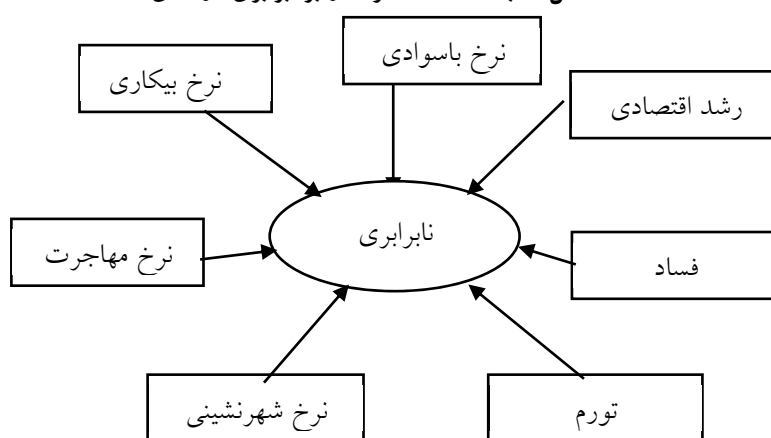 نرخ باسوادی
نرخ بیکاری
رشد اقتصادی
نابرابری
نرخ مهاجرت
فساد
نرخ شهرنشینی
تورم